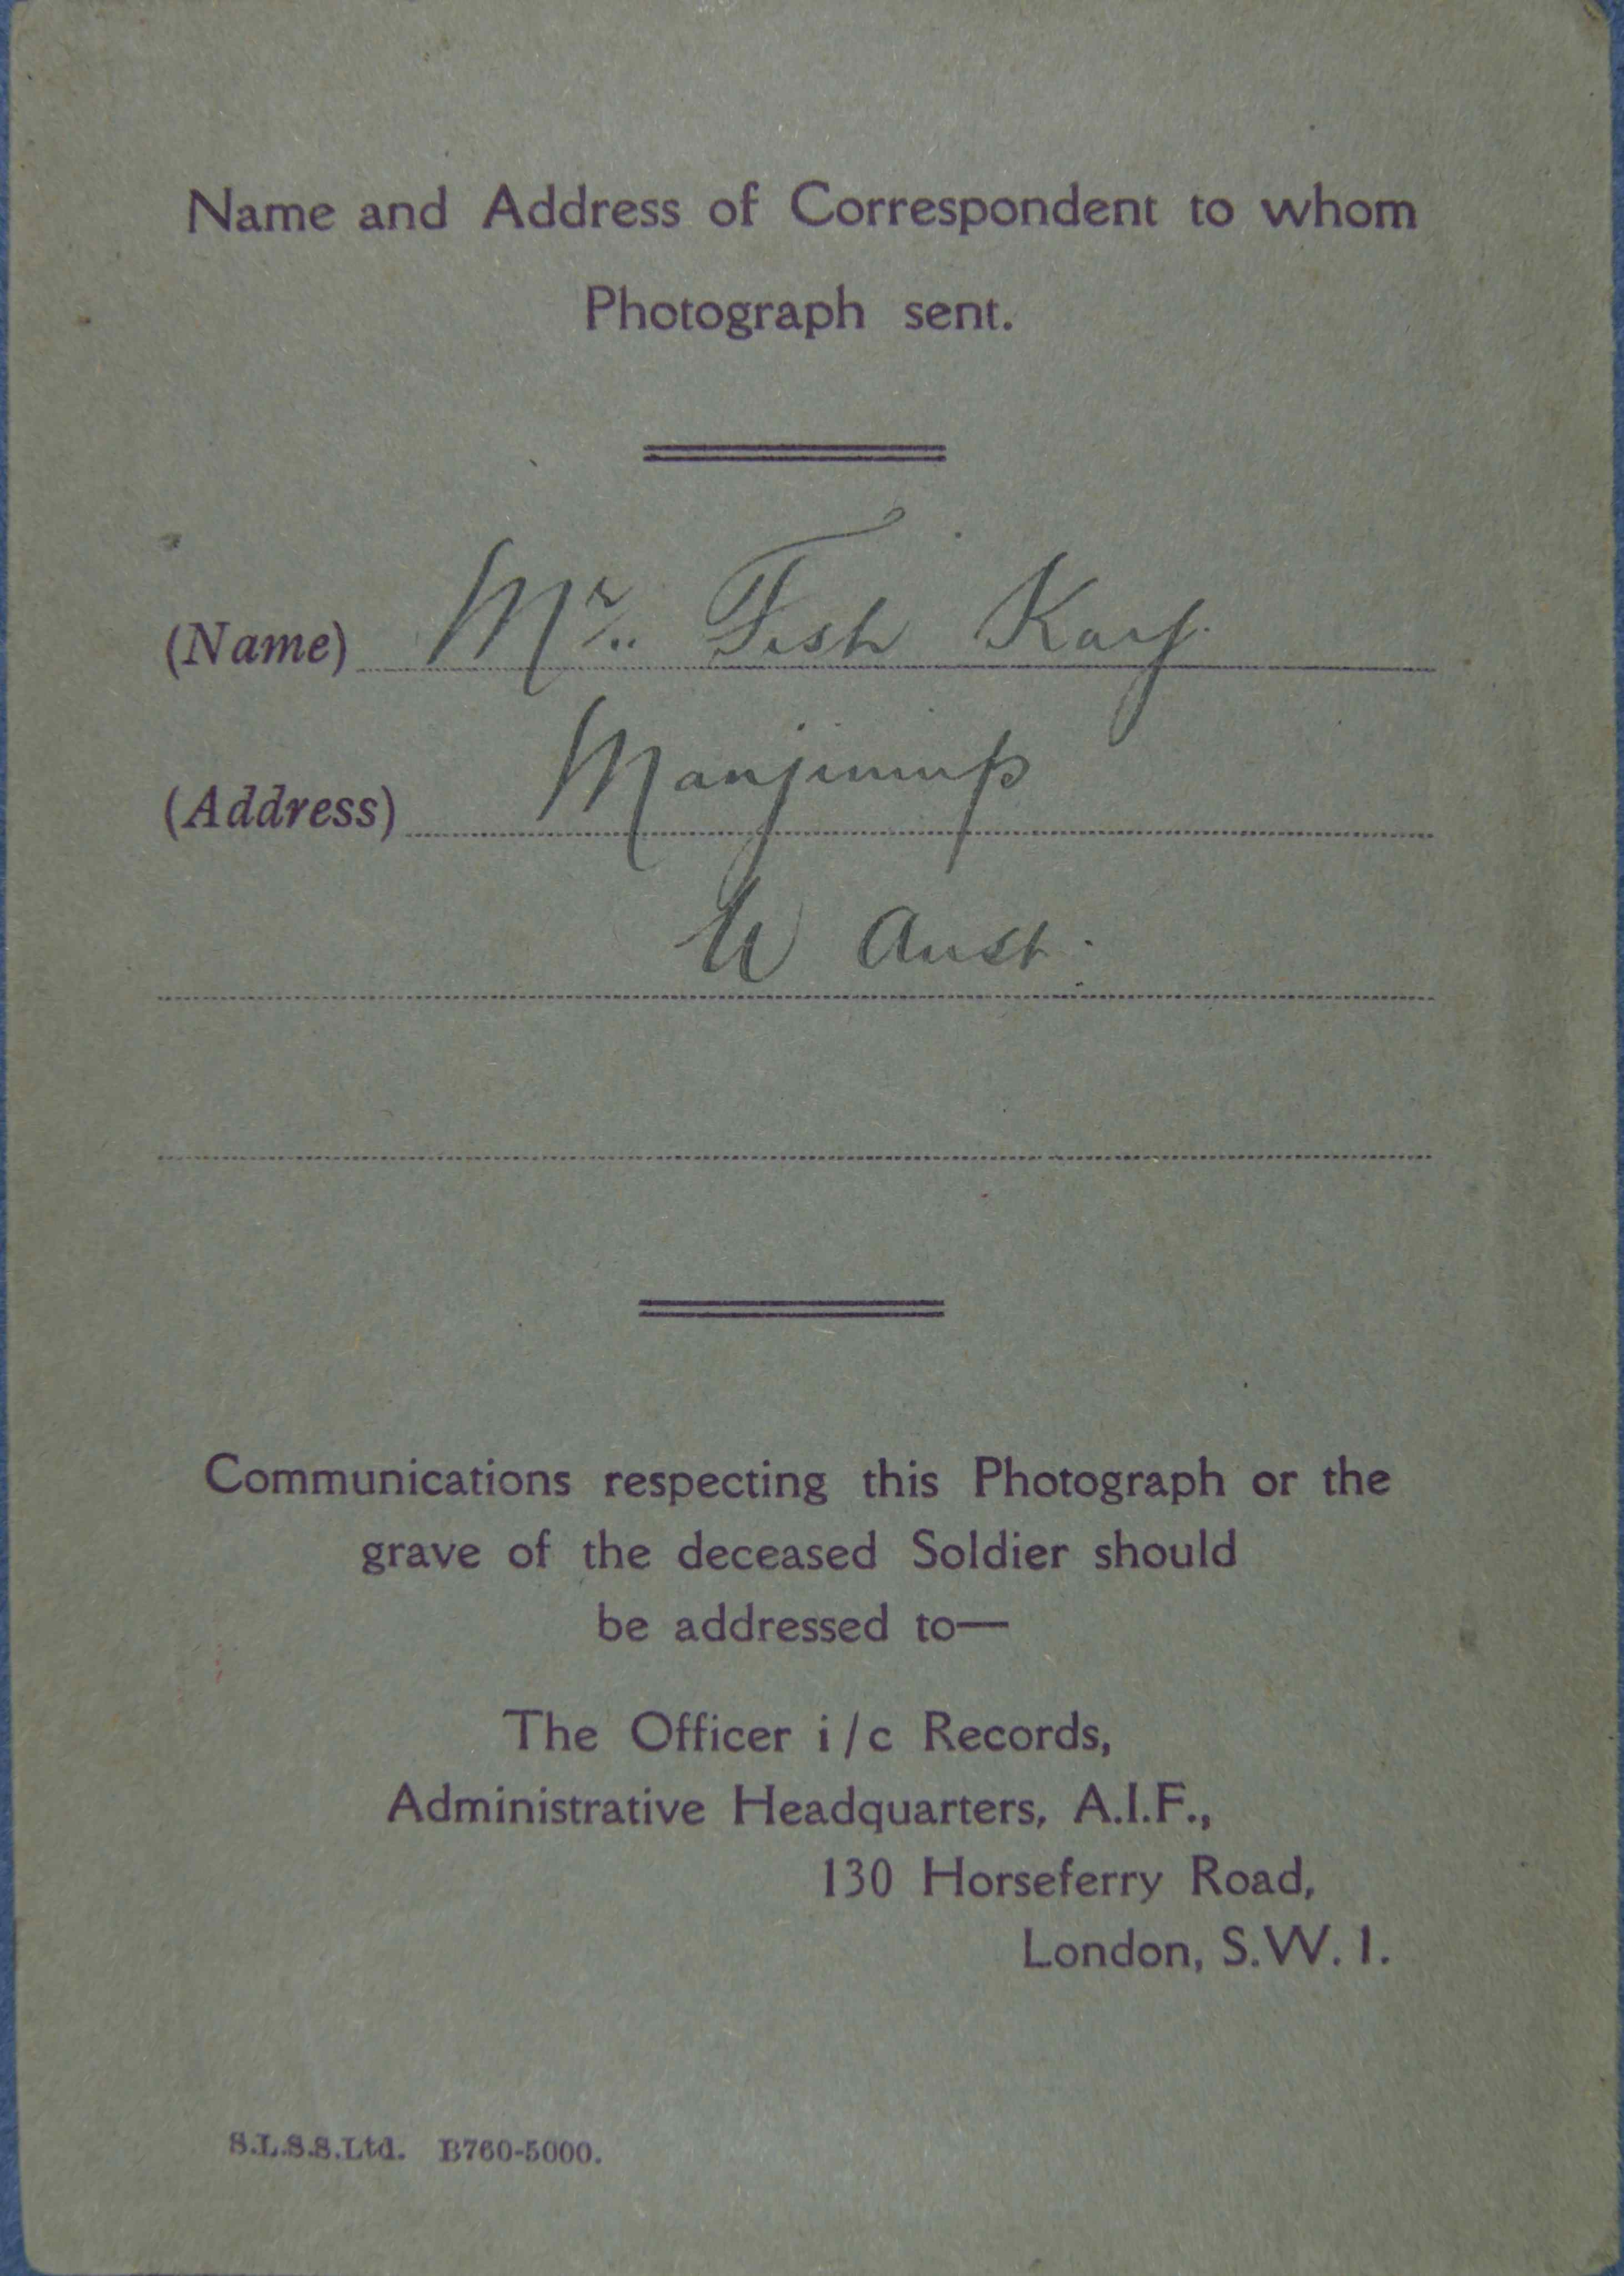 Name and Address of Correspondent to whom
Photograph sent.
(Name) Mr. Fish Kay.
(Address) Manjimup
W Aust.
Communications respecting this Photograph or the
grave of the deceased Soldier should
be addressed to—
The Officer i/c Records,
Administrative Headquarters, A.I.F.,
130 Horseferry Road,
London, S.W. 1.
S.L.S.S.Ltd. B760-5000.